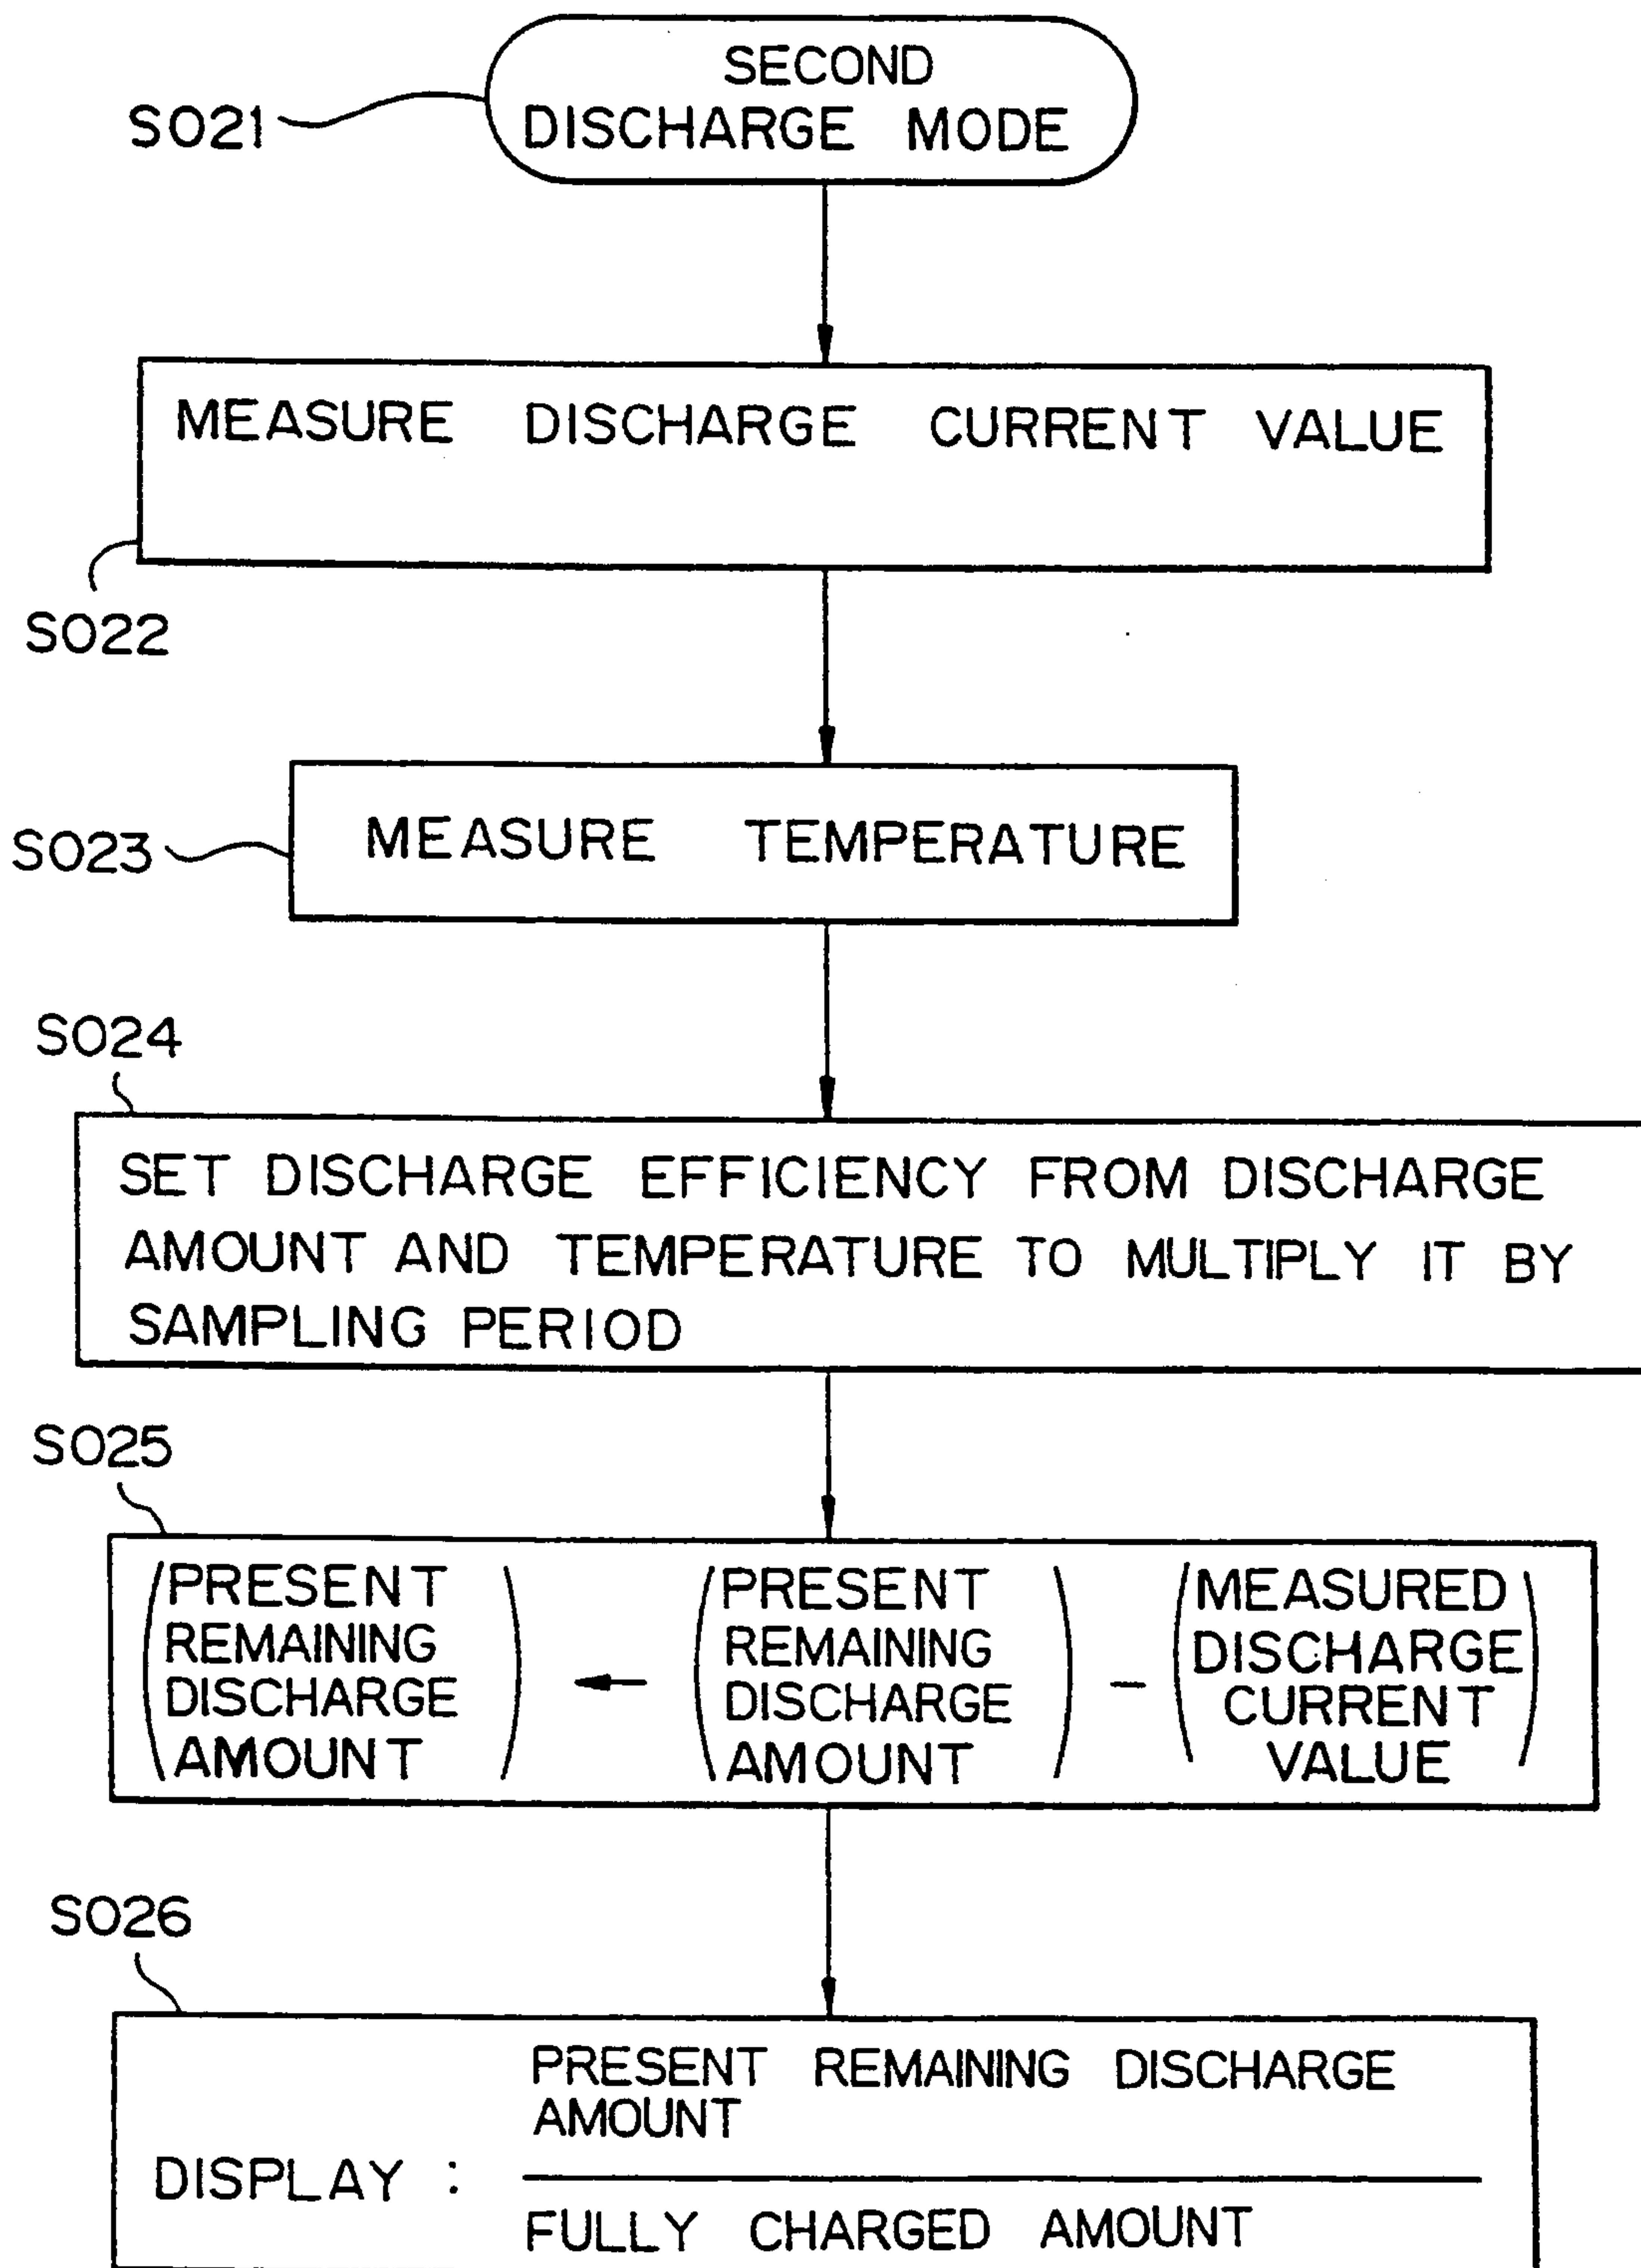 SECOND
S021
DISCHARGE MODE
MEASURE DISCHARGE CURRENT VALUE
S022
S023
MEASURE TEMPERATURE
S024
SET DISCHARGE EFFICIENCY FROM DISCHARGE
AMOUNT AND TEMPERATURE TO MULTIPLY IT BY
SAMPLING PERIOD
S025
(PRESENT
REMAINING
DISCHARGE
AMOUNT)
←
(PRESENT
REMAINING
DISCHARGE
AMOUNT)
−
(MEASURED
DISCHARGE
CURRENT
VALUE)
S026
DISPLAY :
PRESENT REMAINING DISCHARGE
AMOUNT
FULLY CHARGED AMOUNT